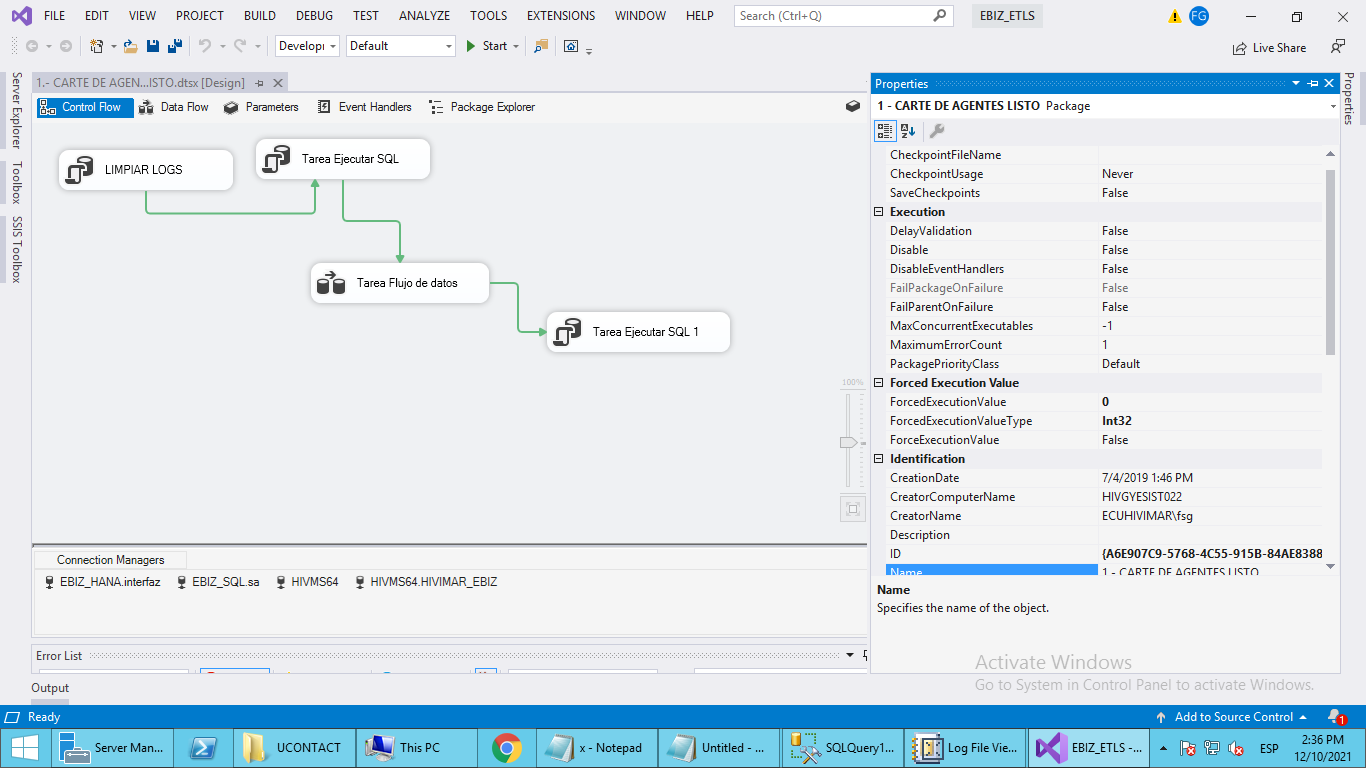 FILE EDIT VIEW PROJECT BUILD DEBUG TEST ANALYZE TOOLS EXTENSIONS WINDOW HELP Search (Ctrl+Q) EBIZ_ETLS FG
Developı Default Start Live Share
Server Explorer
Toolbox
SSIS Toolbox
1.- CARTE DE AGEN...ISTO.dtsx [Design]
Control Flow Data Flow Parameters Event Handlers Package Explorer
LIMPIAR LOGS
Tarea Ejecutar SQL
Tarea Flujo de datos
Tarea Ejecutar SQL 1
100%
Connection Managers
EBIZ_HANA.interfaz EBIZ_SQL.sa HIVMS64 HIVMS64.HIVIMAR_EBIZ
Error List
Output
Properties
1 - CARTE DE AGENTES LISTO Package
CheckpointFileName
CheckpointUsage Never
SaveCheckpoints False
Execution
DelayValidation False
Disable False
DisableEventHandlers False
FailPackageOnFailure False
FailParentOnFailure False
MaxConcurrentExecutables -1
MaximumErrorCount 1
PackagePriorityClass Default
Forced Execution Value
ForcedExecutionValue 0
ForcedExecutionValueType Int32
ForceExecutionValue False
Identification
CreationDate 7/4/2019 1:46 PM
CreatorComputerName HIVGYESIST022
CreatorName ECUHIVIMAR\fsg
Description
ID {A6E907C9-5768-4C55-915B-84AE8388
Name 1 - CARTE DE AGENTES LISTO
Name
Specifies the name of the object.
Properties
Activate Windows
Go to System in Control Panel to activate Windows.
Ready Add to Source Control 1
Server Man... UCONTACT This PC x - Notepad Untitled - ... SQLQuery1... Log File Vie... EBIZ_ETLS -... ESP 2:36 PM
12/10/2021